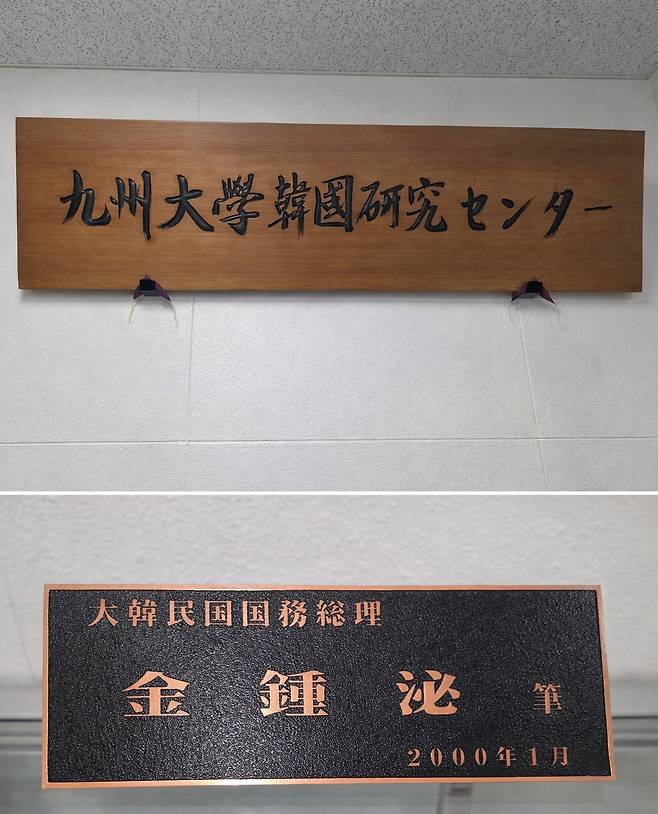 九州大學韓國研究センター
大韓民国国務総理
金鍾泌 筆
2000年1月